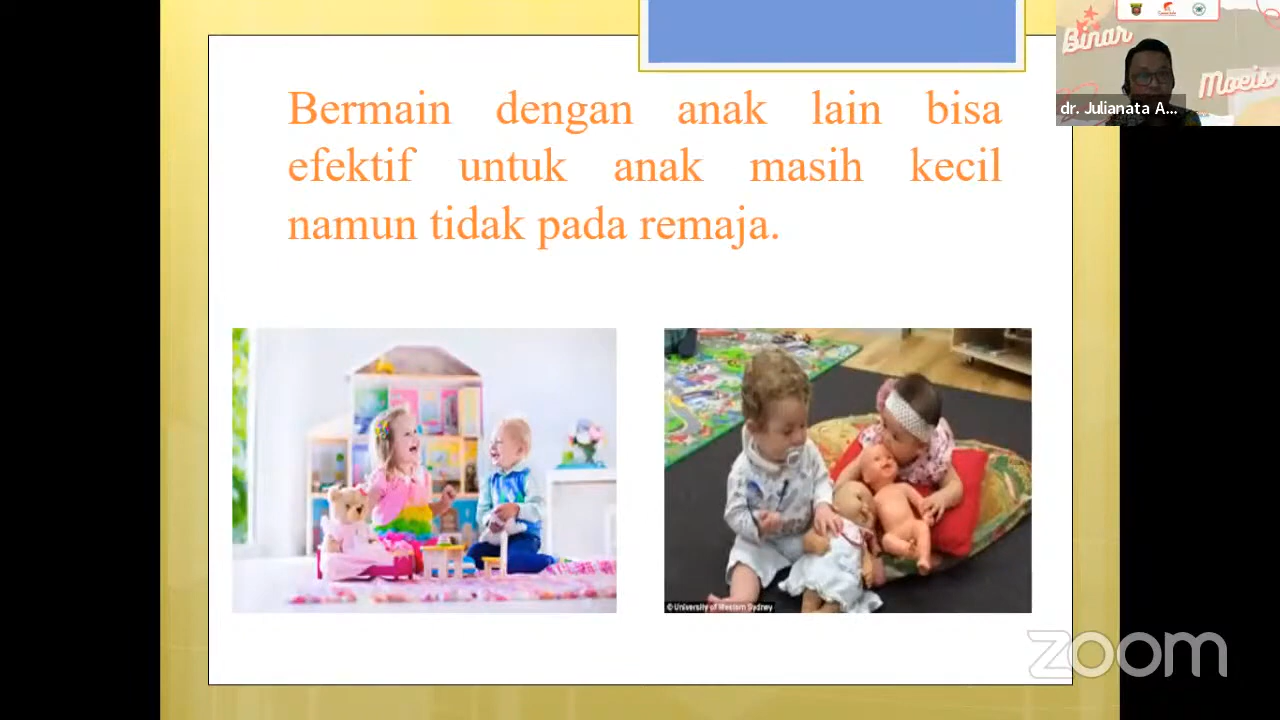 Bermain dengan anak lain bisa
efektif untuk anak masih kecil
namun tidak pada remaja.
Binar
Moeis
dr. Julianata A...
© University of Western Sydney
zoom